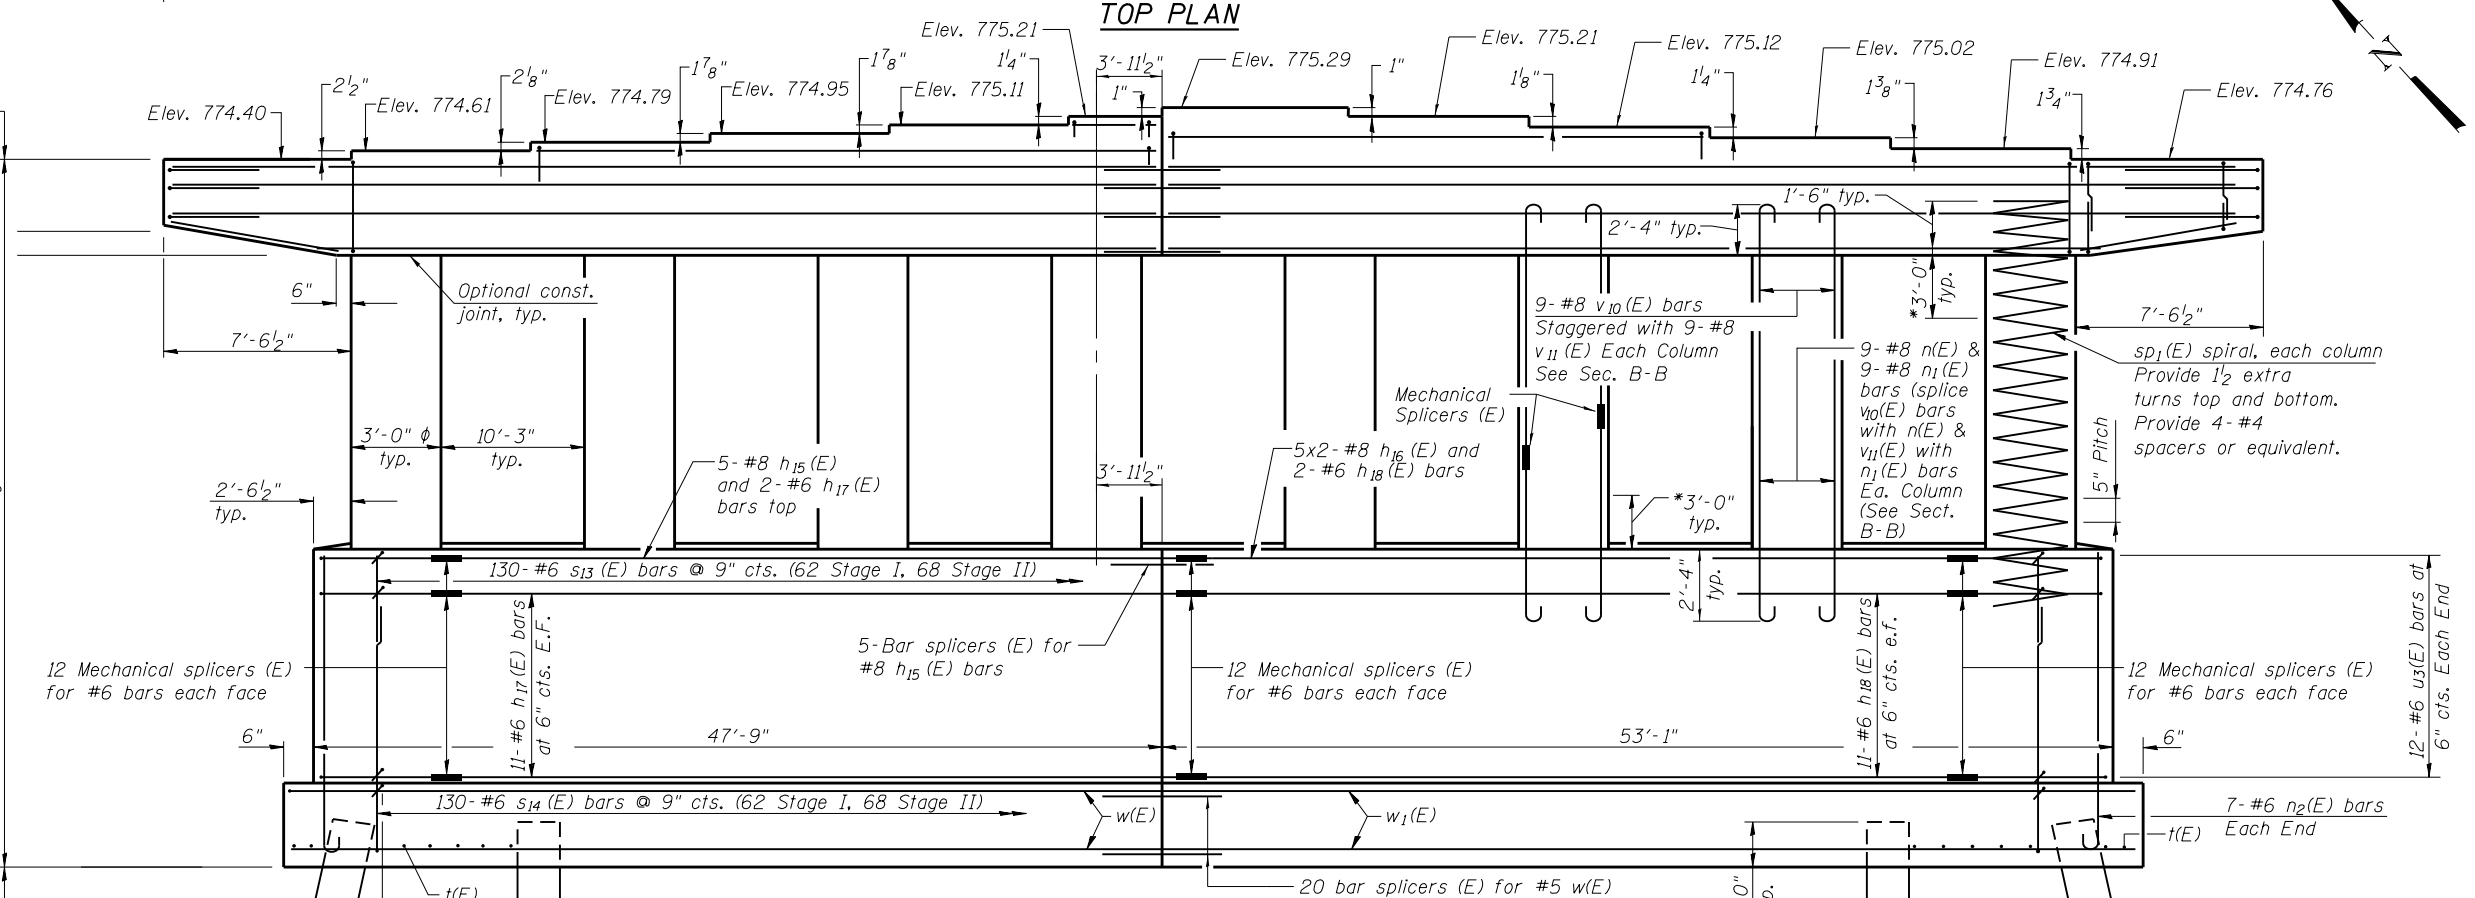 TOP PLAN
N
Elev. 774.40
2½"
Elev. 774.61
2⅛"
Elev. 774.79
1⅞"
Elev. 774.95
1⅞"
Elev. 775.11
1¼"
Elev. 775.21
3'-11½"
1"
Elev. 775.29
1"
Elev. 775.21
1⅛"
Elev. 775.12
1¼"
Elev. 775.02
1⅜"
Elev. 774.91
1¾"
Elev. 774.76
1'-6" typ.
2'-4" typ.
6"
Optional const.
joint, typ.
7'-6½"
9-#8 v10(E) bars
Staggered with 9-#8
v11(E) Each Column
See Sec. B-B
*3'-0"
typ.
7'-6½"
9-#8 n(E) &
9-#8 n1(E)
bars (splice
v10(E) bars
with n(E) &
v11(E) with
n1(E) bars
Ea. Column
(See Sect.
B-B)
sp1(E) spiral, each column
Provide 1½ extra
turns top and bottom.
Provide 4-#4
spacers or equivalent.
5" Pitch
Mechanical
Splicers (E)
3'-0" φ
typ.
10'-3"
typ.
2'-6½"
typ.
5-#8 h15(E)
and 2-#6 h17(E)
bars top
3'-11½"
5x2-#8 h16(E) and
2-#6 h18(E) bars
*3'-0"
typ.
130-#6 s13(E) bars @ 9" cts. (62 Stage I, 68 Stage II)
2'-4"
typ.
5-Bar splicers (E) for
#8 h15(E) bars
12 Mechanical splicers (E)
for #6 bars each face
11-#6 h17(E) bars
at 6" cts. E.F.
12 Mechanical splicers (E)
for #6 bars each face
11-#6 h18(E) bars
at 6" cts. e.f.
12 Mechanical splicers (E)
for #6 bars each face
12-#6 u3(E) bars at
6" cts. Each End
6"
47'-9"
53'-1"
6"
130-#6 s14(E) bars @ 9" cts. (62 Stage I, 68 Stage II)
w(E)
w1(E)
7-#6 n2(E) bars
Each End
t(E)
t(E)
20 bar splicers (E) for #5 w(E)